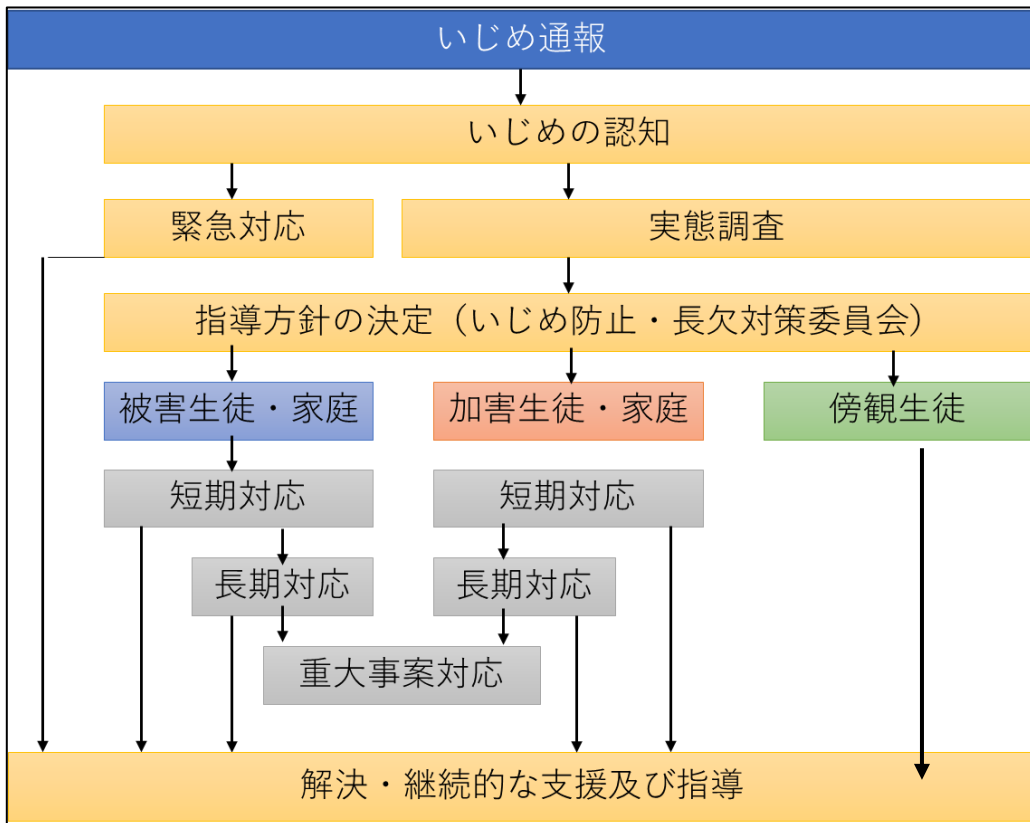 いじめ通報
いじめの認知
緊急対応
実態調査
指導方針の決定（いじめ防止・長欠対策委員会）
被害生徒・家庭
加害生徒・家庭
傍観生徒
短期対応
短期対応
長期対応
長期対応
重大事案対応
解決・継続的な支援及び指導